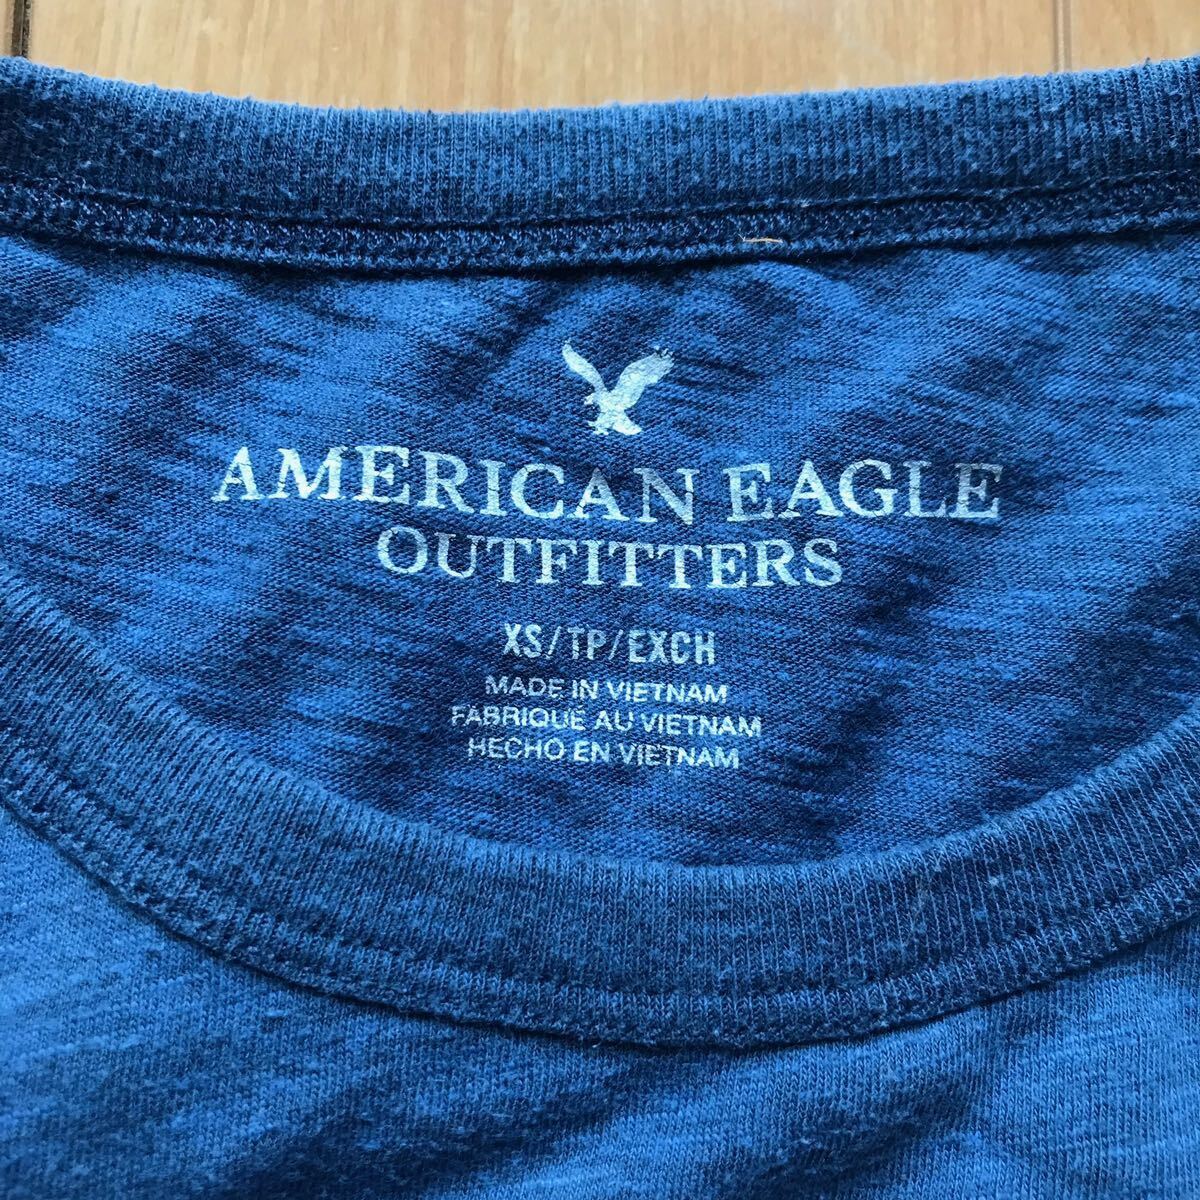 AMERICAN EAGLE
OUTFITTERS
XS/TP/EXCH
MADE IN VIETNAM
FABRIQUÉ AU VIETNAM
HECHO EN VIETNAM